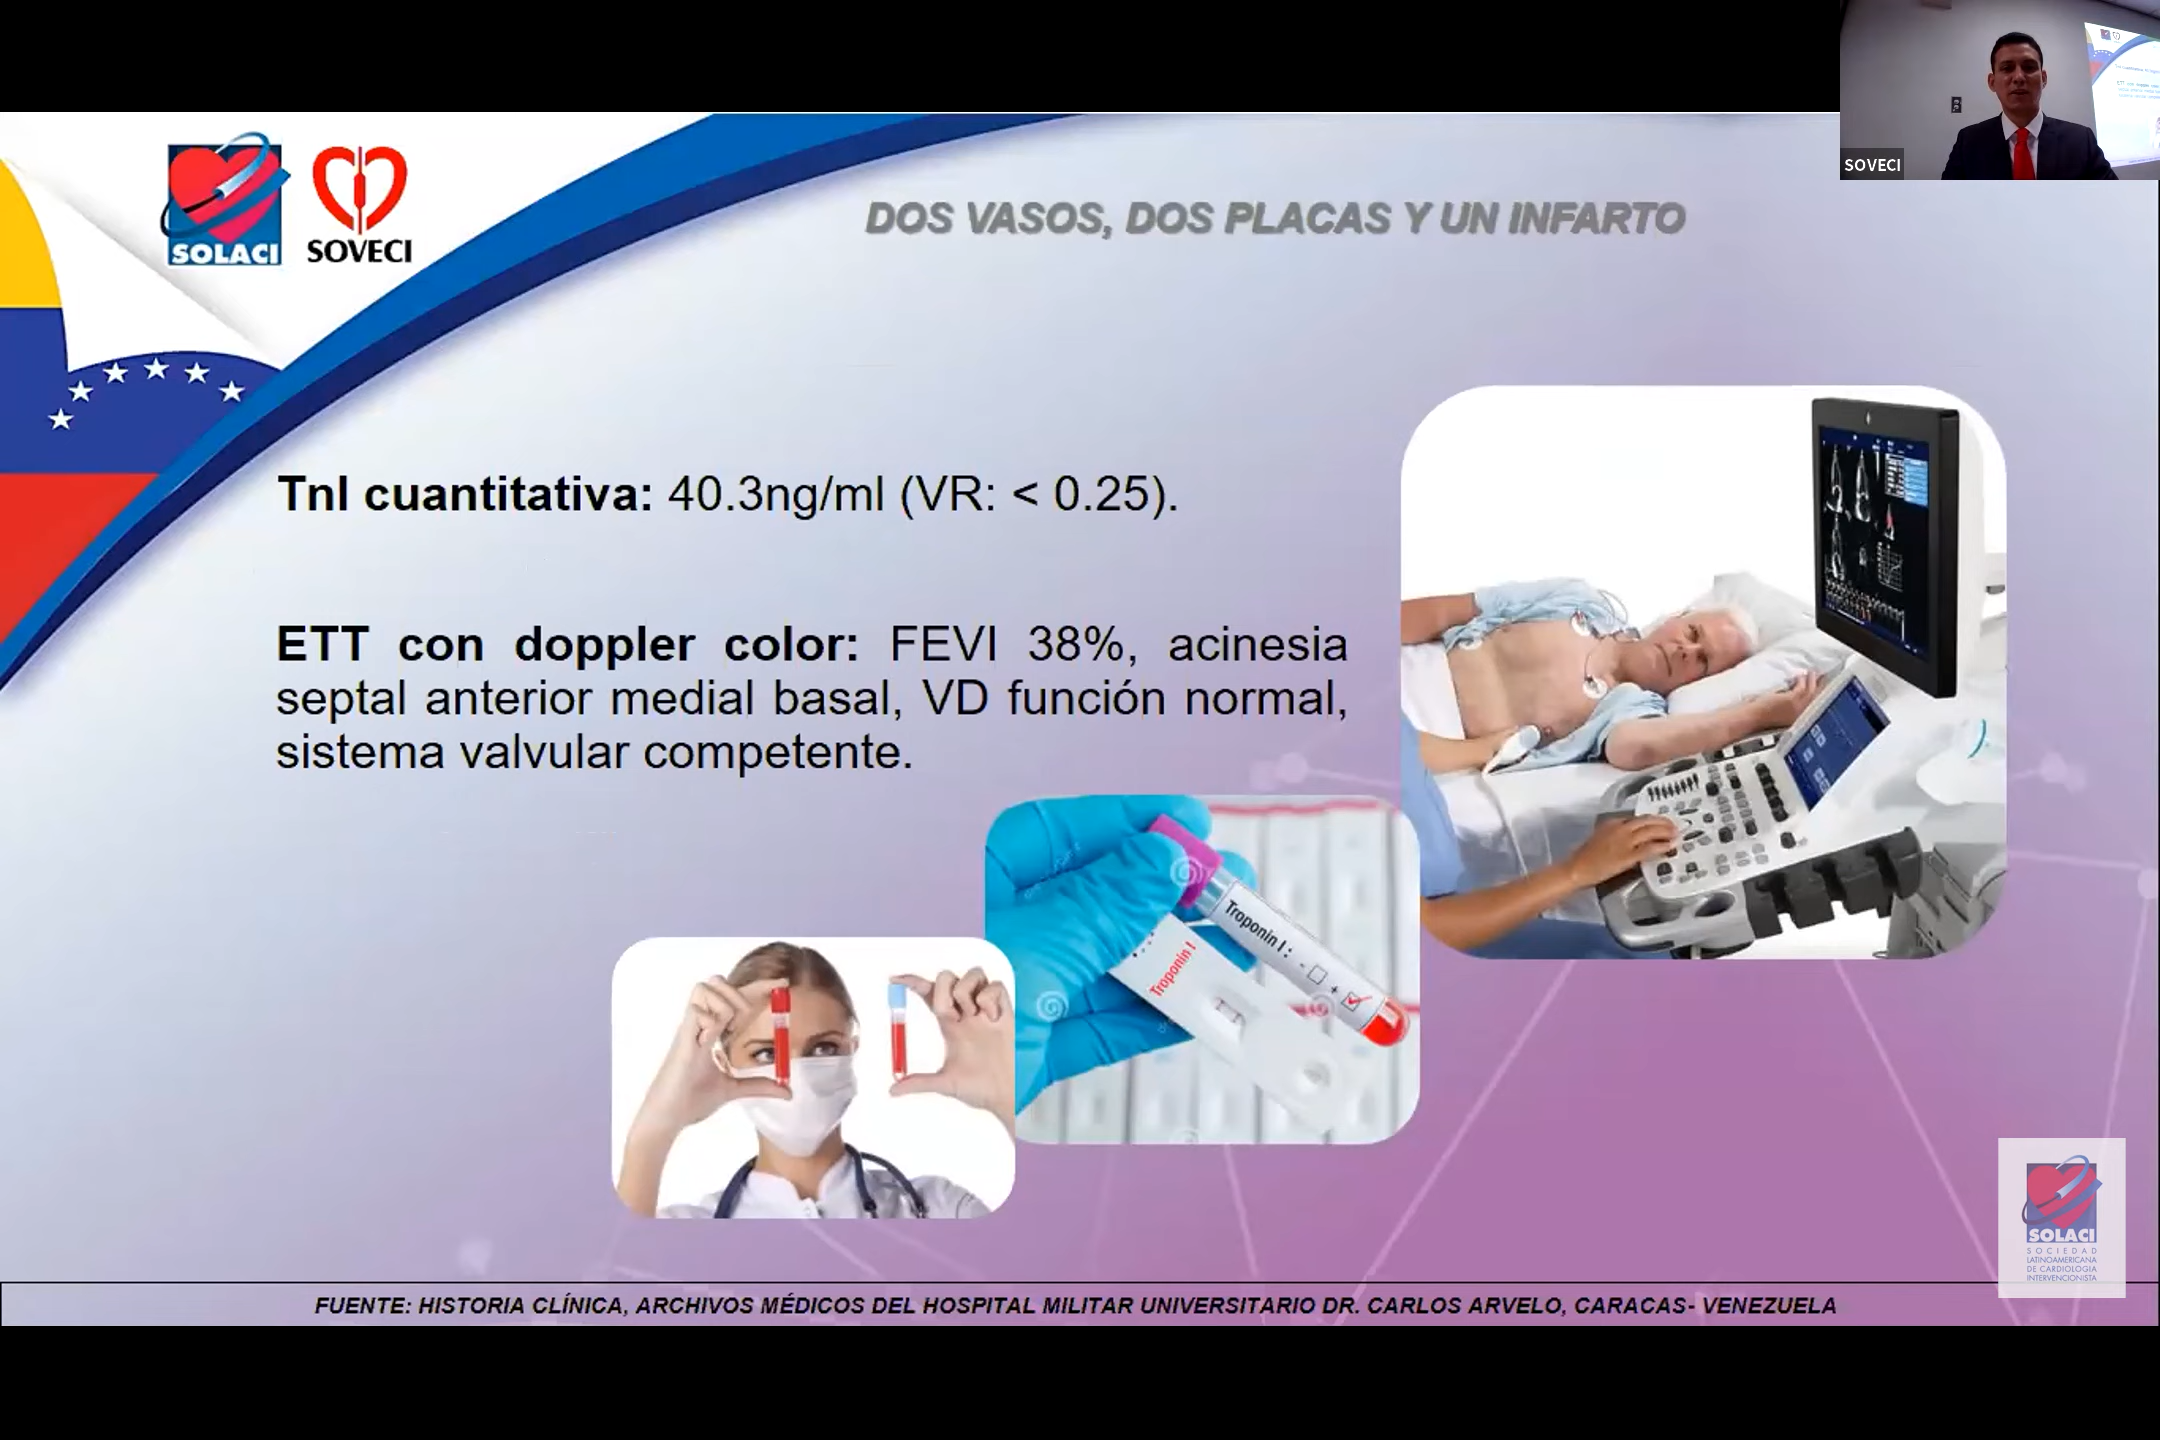 SOVECI
SOLACI
SOVECI
DOS VASOS, DOS PLACAS Y UN INFARTO
TnI cuantitativa: 40.3ng/ml (VR: < 0.25).
ETT con doppler color: FEVI 38%, acinesia
septal anterior medial basal, VD función normal,
sistema valvular competente.
Troponin I:
- +
Troponin I
SOLACI
SOCIEDAD
LATINOAMERICANA
DE CARDIOLOGIA
INTERVENCIONISTA
FUENTE: HISTORIA CLÍNICA, ARCHIVOS MÉDICOS DEL HOSPITAL MILITAR UNIVERSITARIO DR. CARLOS ARVELO, CARACAS- VENEZUELA